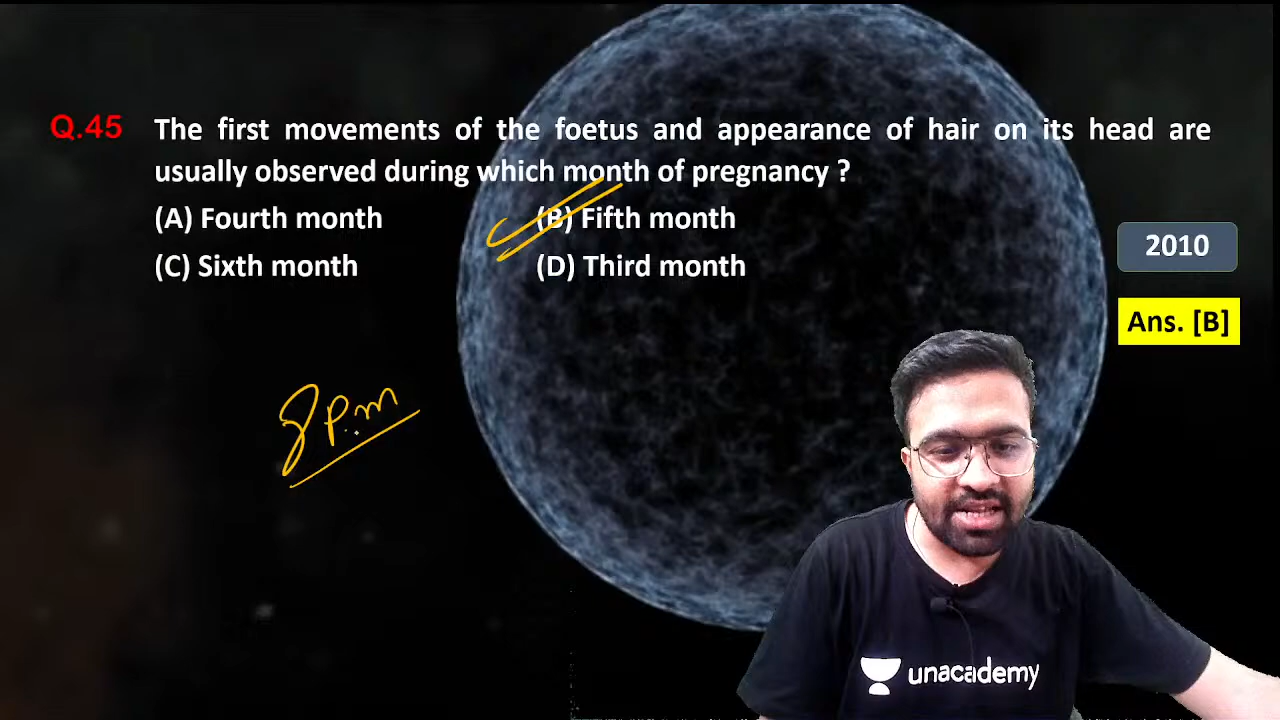 Q.45 The first movements of the foetus and appearance of hair on its head are
usually observed during which month of pregnancy ?
(A) Fourth month (B) Fifth month
(C) Sixth month (D) Third month
2010
Ans. [B]
8 P.m
unacademy